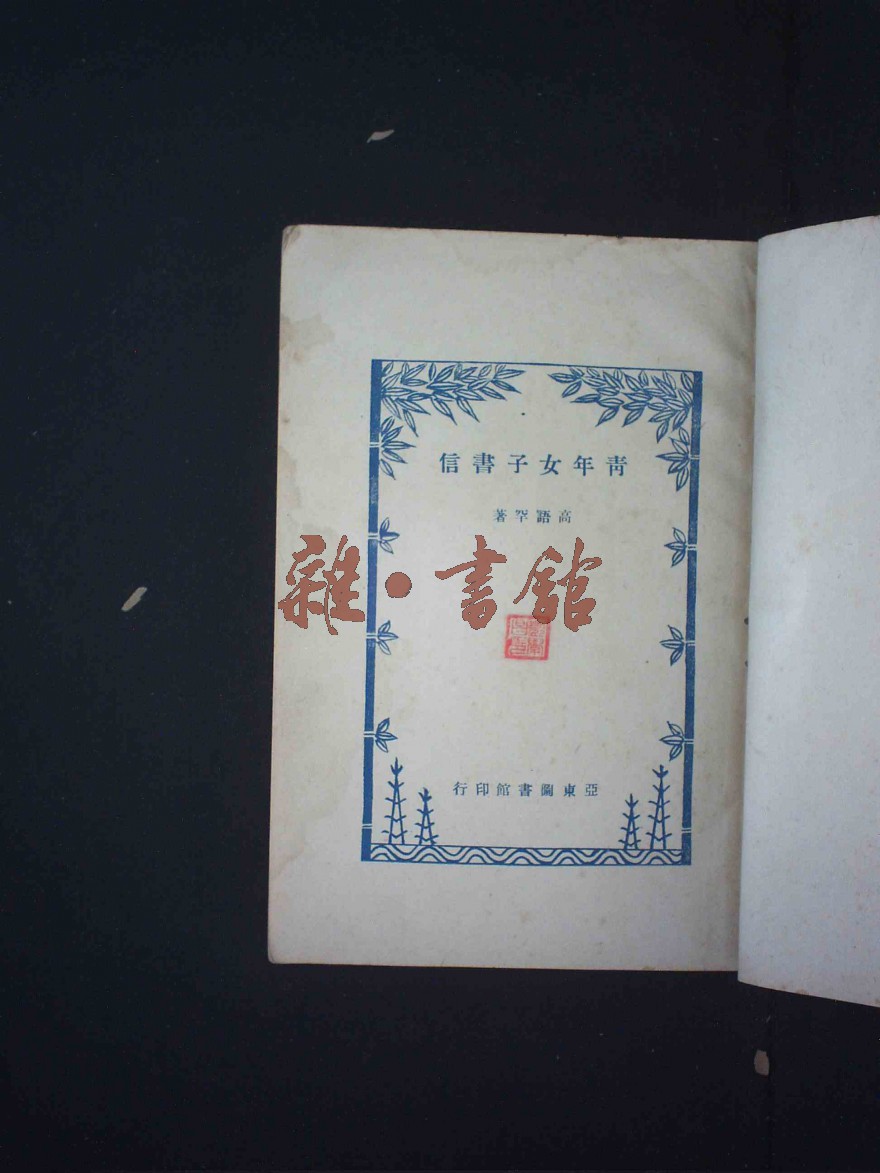 青年女子書信
高語罕著
雜·書館
亞東圖書館印行